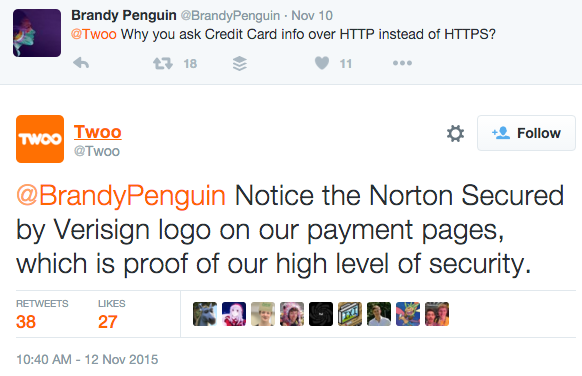 Brandy Penguin @BrandyPenguin · Nov 10
@Twoo Why you ask Credit Card info over HTTP instead of HTTPS?
18 11
TWOO
Twoo
@Twoo
Follow
@BrandyPenguin Notice the Norton Secured
by Verisign logo on our payment pages,
which is proof of our high level of security.
RETWEETS LIKES
38 27
10:40 AM - 12 Nov 2015